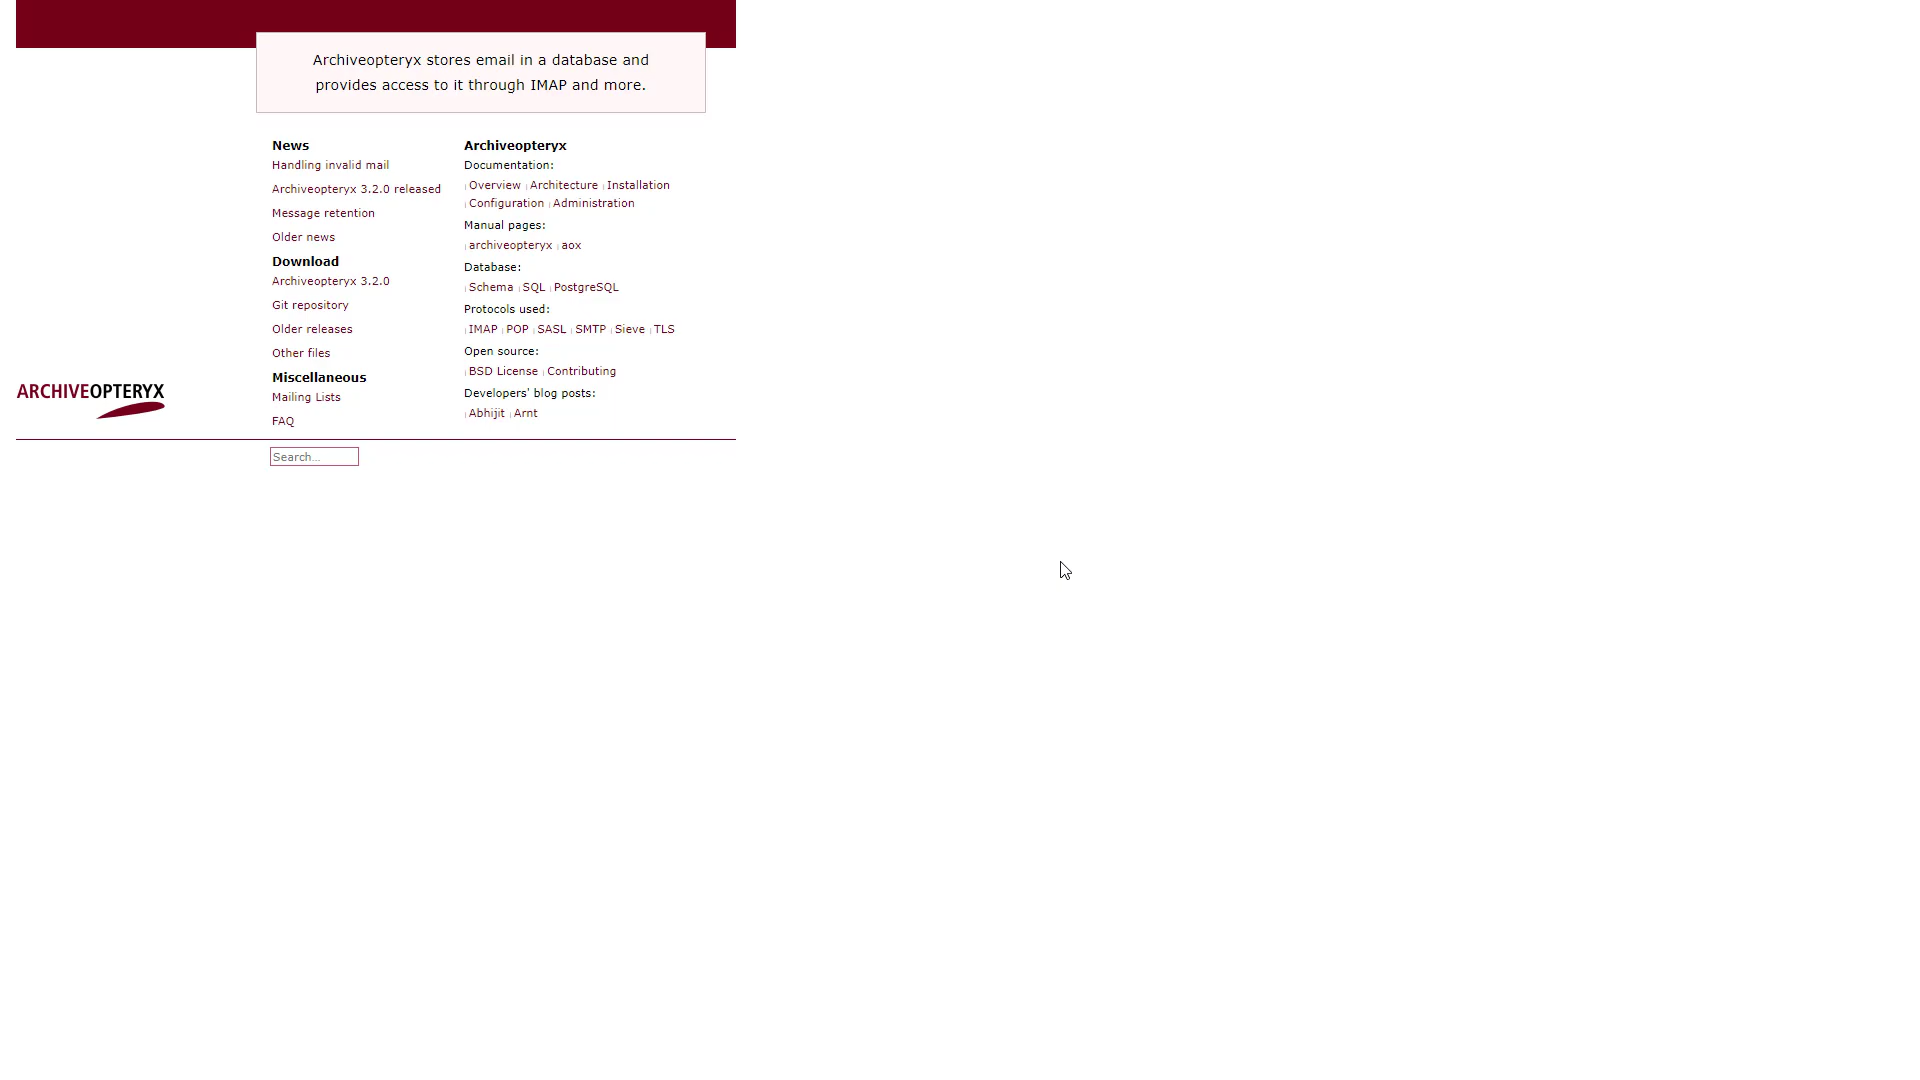 Archiveopteryx stores email in a database and
provides access to it through IMAP and more.
News
Handling invalid mail
Archiveopteryx 3.2.0 released
Message retention
Older news
Download
Archiveopteryx 3.2.0
Git repository
Older releases
Other files
Miscellaneous
Mailing Lists
FAQ
Archiveopteryx
Documentation:
Overview Architecture Installation
Configuration Administration
Manual pages:
archiveopteryx aox
Database:
Schema SQL PostgreSQL
Protocols used:
IMAP POP SASL SMTP Sieve TLS
Open source:
BSD License Contributing
Developers' blog posts:
Abhijit Arnt
ARCHIVEOPTERYX
Search...